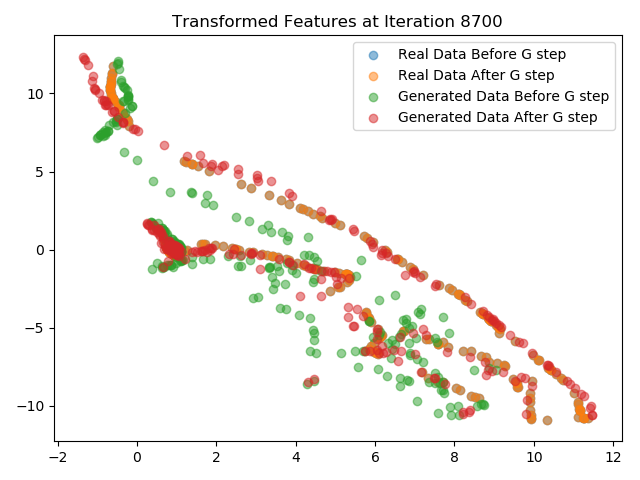 Transformed Features at Iteration 8700
Real Data Before G step
Real Data After G step
Generated Data Before G step
Generated Data After G step
10
5
0
−5
−10
−2 0 2 4 6 8 10 12